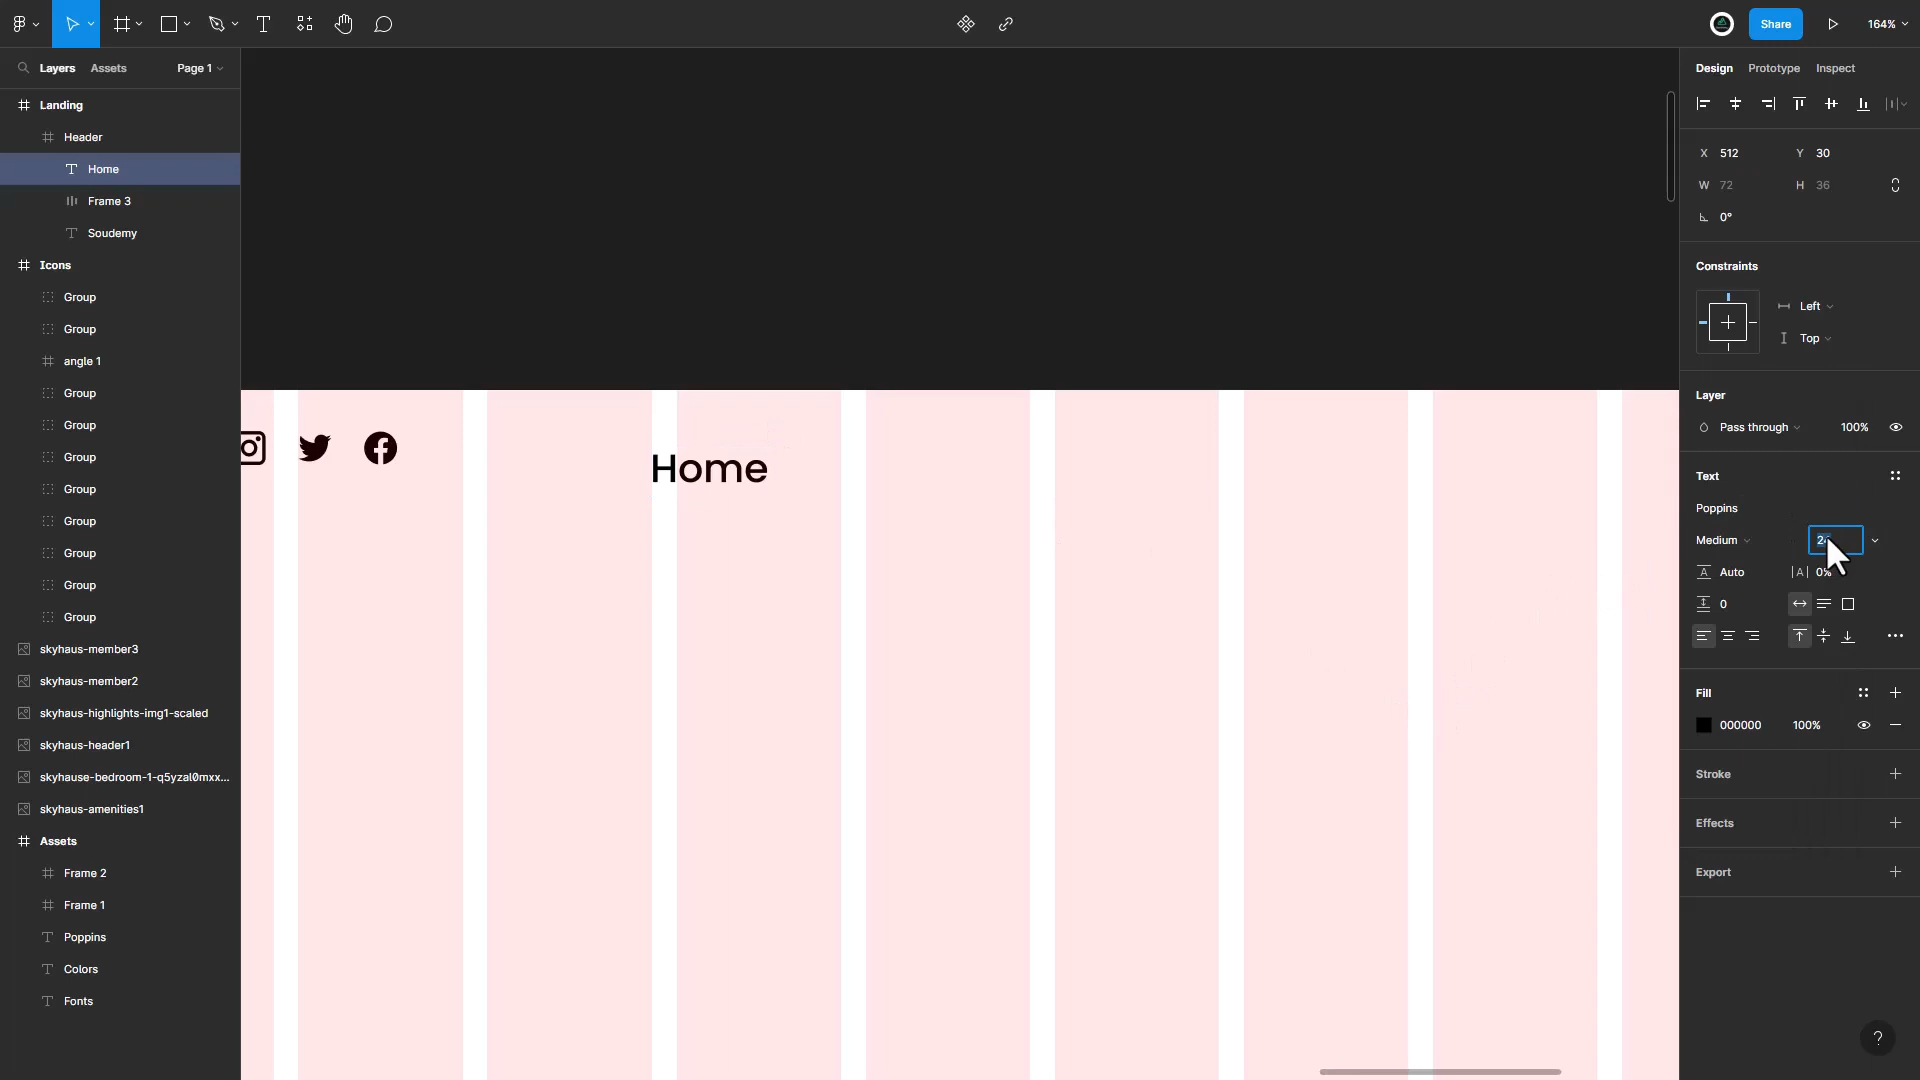 Share
164%
Layers
Assets
Page 1
Design
Prototype
Inspect
Landing
Header
Home
Frame 3
Soudemy
Icons
Group
Group
angle 1
Group
Group
Group
Group
Group
Group
Group
Group
skyhaus-member3
skyhaus-member2
skyhaus-highlights-img1-scaled
skyhaus-header1
skyhause-bedroom-1-q5yzal0mxx...
skyhaus-amenities1
Assets
Frame 2
Frame 1
Poppins
Colors
Fonts
Home
X 512
Y 30
W 72
H 36
0°
Constraints
Left
Top
Layer
Pass through
100%
Text
Poppins
Medium
Auto
|A| 0%
0
Fill
000000
100%
Stroke
Effects
Export
?